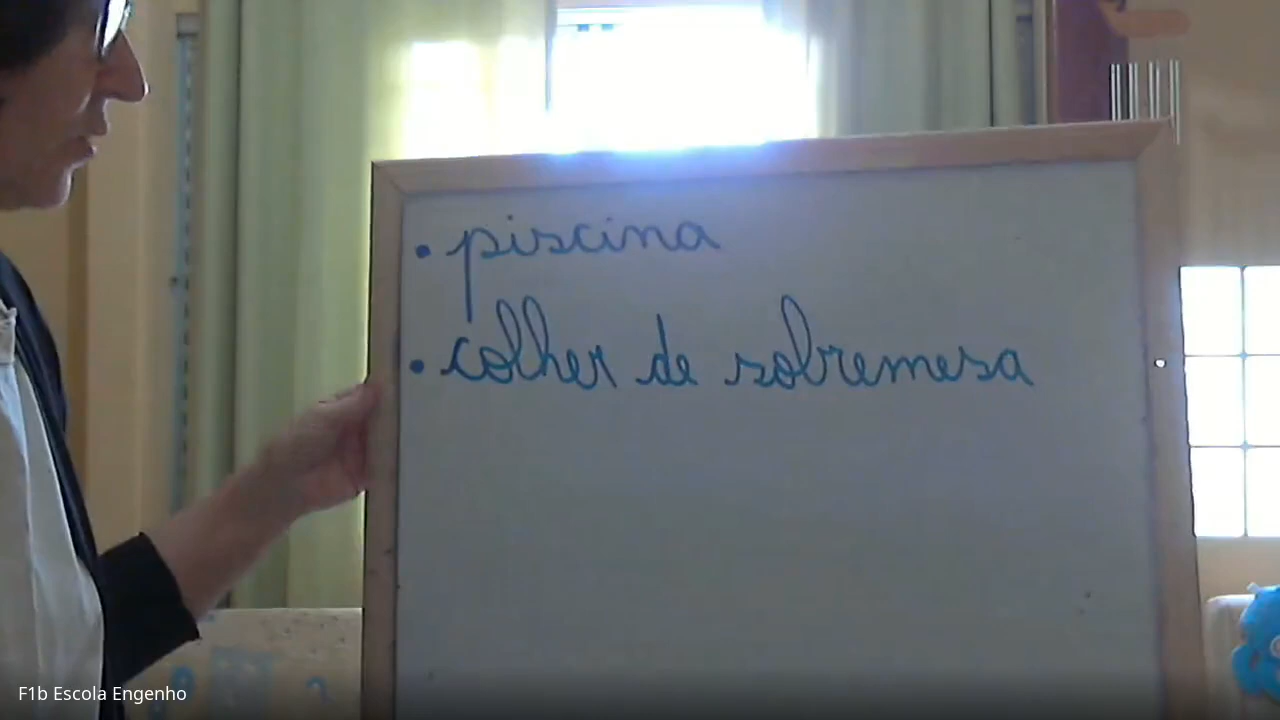 • piscina
• colher de sobremesa
F1b Escola Engenho